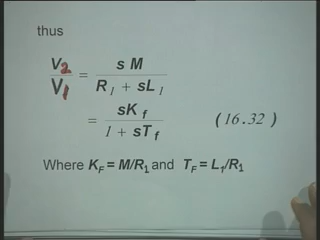 thus
V2/V1 = s M / R1 + sL1
= sKf / 1 + sTf (16.32)
Where KF = M/R1 and TF = L1/R1